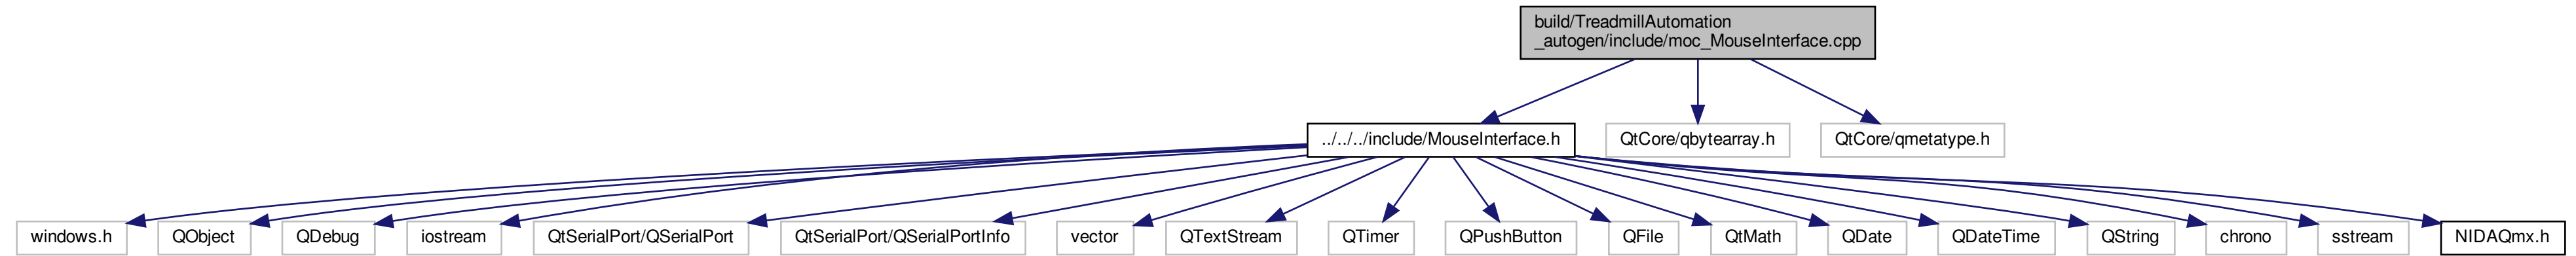 build/TreadmillAutomation
_autogen/include/moc_MouseInterface.cpp
../../../include/MouseInterface.h
QtCore/qbytearray.h
QtCore/qmetatype.h
windows.h
QObject
QDebug
iostream
QtSerialPort/QSerialPort
QtSerialPort/QSerialPortInfo
vector
QTextStream
QTimer
QPushButton
QFile
QtMath
QDate
QDateTime
QString
chrono
sstream
NIDAQmx.h